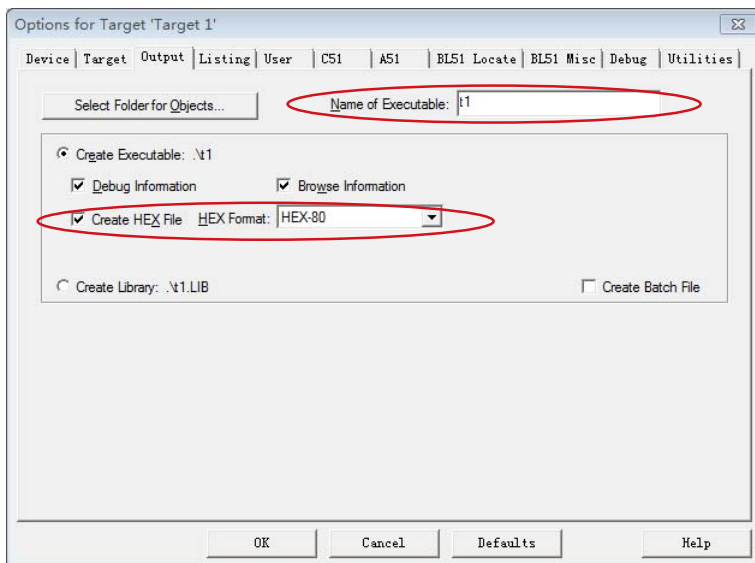 Options for Target 'Target 1'
Device Target Output Listing User C51 A51 BL51 Locate BL51 Misc Debug Utilities
Select Folder for Objects... Name of Executable: t1
Create Executable: .\t1
Debug Information Browse Information
Create HEX File HEX Format: HEX-80
Create Library: .\t1.LIB Create Batch File
OK Cancel Defaults Help